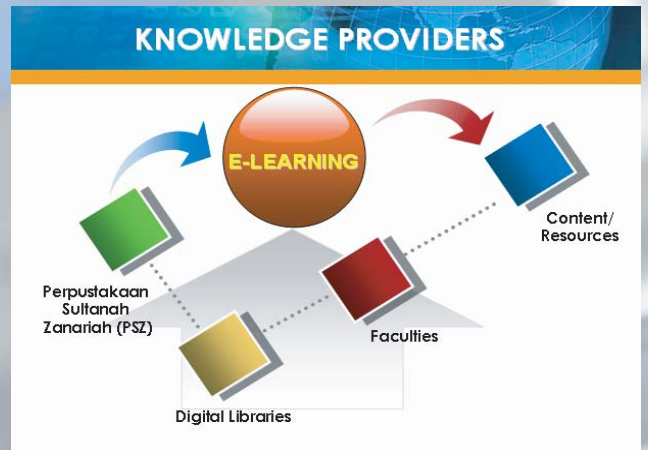 KNOWLEDGE PROVIDERS
E-LEARNING
Content/
Resources
Perpustakaan
Sultanah
Zanariah (PSZ)
Faculties
Digital Libraries